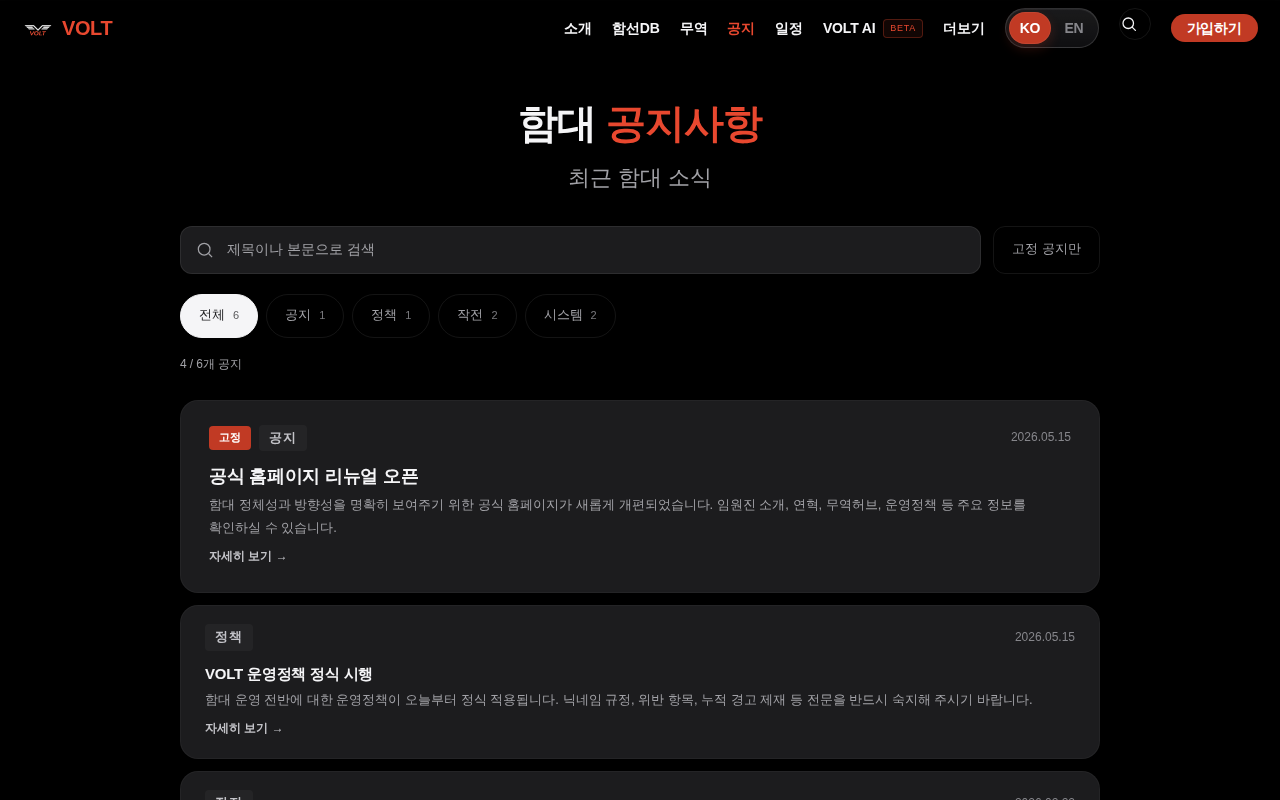 VOLT VOLT 소개 함선DB 무역 공지 일정 VOLT AI BETA 더보기 KO EN 가입하기
함대 공지사항
최근 함대 소식
제목이나 본문으로 검색 고정 공지만
전체 6 공지 1 정책 1 작전 2 시스템 2
4 / 6개 공지
고정 공지 2026.05.15
공식 홈페이지 리뉴얼 오픈
함대 정체성과 방향성을 명확히 보여주기 위한 공식 홈페이지가 새롭게 개편되었습니다. 임원진 소개, 연혁, 무역허브, 운영정책 등 주요 정보를
확인하실 수 있습니다.
자세히 보기 →
정책 2026.05.15
VOLT 운영정책 정식 시행
함대 운영 전반에 대한 운영정책이 오늘부터 정식 적용됩니다. 닉네임 규정, 위반 항목, 누적 경고 제재 등 전문을 반드시 숙지해 주시기 바랍니다.
자세히 보기 →